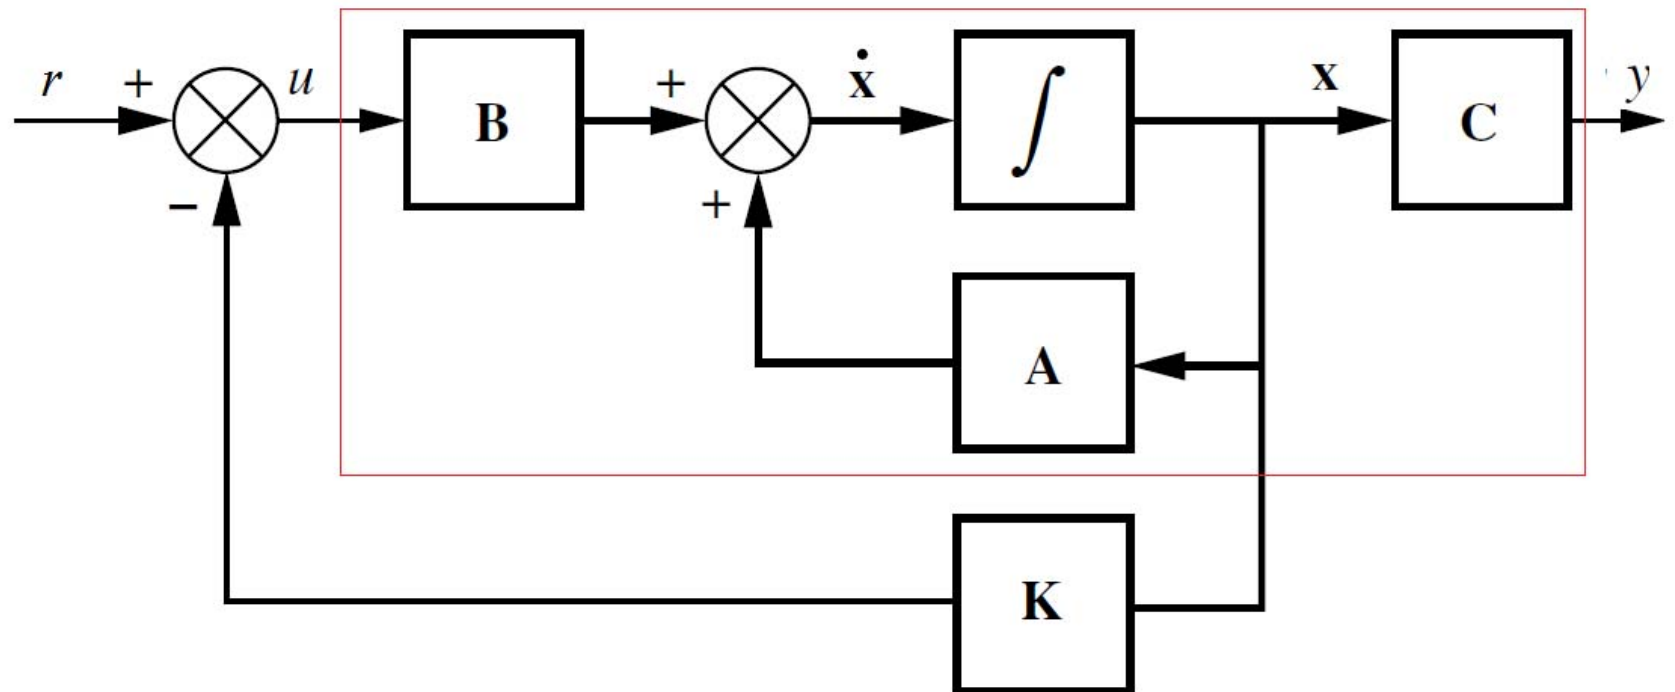 r + u B + ẋ ∫ x C y
− +
A
K